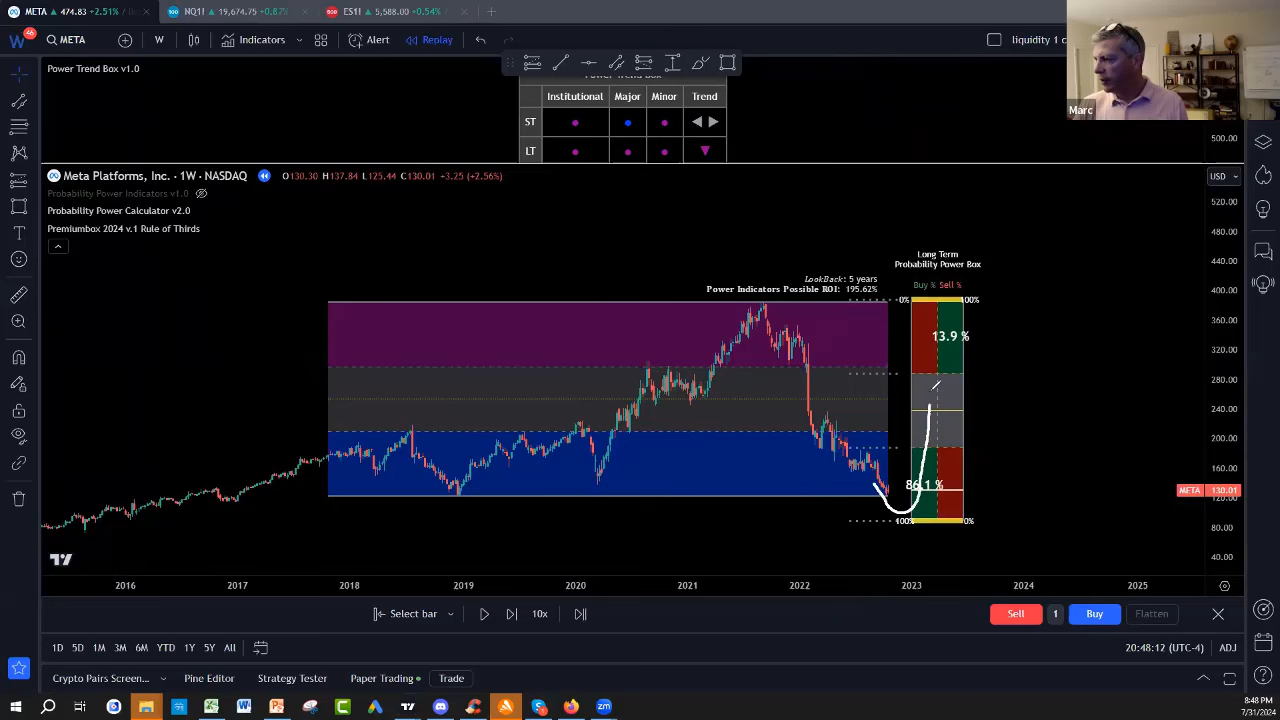 META ▲ 474.83 +2.51%
NQ1! ▲ 19,674.75 +0.87%
ES1! ▲ 5,588.00 +0.54%
46
META
W
Indicators
Alert
Replay
liquidity 1 c
Marc
Power Trend Box v1.0
Power Trend Box
Institutional Major Minor Trend
ST
LT
500.00
Meta Platforms, Inc. · 1W · NASDAQ
O130.30 H137.84 L125.44 C130.01 +3.25 (+2.56%)
USD
Probability Power Indicators v1.0
Probability Power Calculator v2.0
Premiumbox 2024 v.1 Rule of Thirds
520.00
480.00
440.00
400.00
360.00
320.00
280.00
240.00
200.00
160.00
120.00
80.00
40.00
META 130.01
Long Term
Probability Power Box
LookBack: 5 years
Power Indicators Possible ROI: 195.62%
Buy % Sell %
0% 100%
13.9 %
86.1 %
100% 0%
2016 2017 2018 2019 2020 2021 2022 2023 2024 2025
Select bar
10x
Sell 1 Buy Flatten
1D 5D 1M 3M 6M YTD 1Y 5Y All
20:48:12 (UTC-4) ADJ
Crypto Pairs Screen... Pine Editor Strategy Tester Paper Trading Trade
8:48 PM
7/31/2024